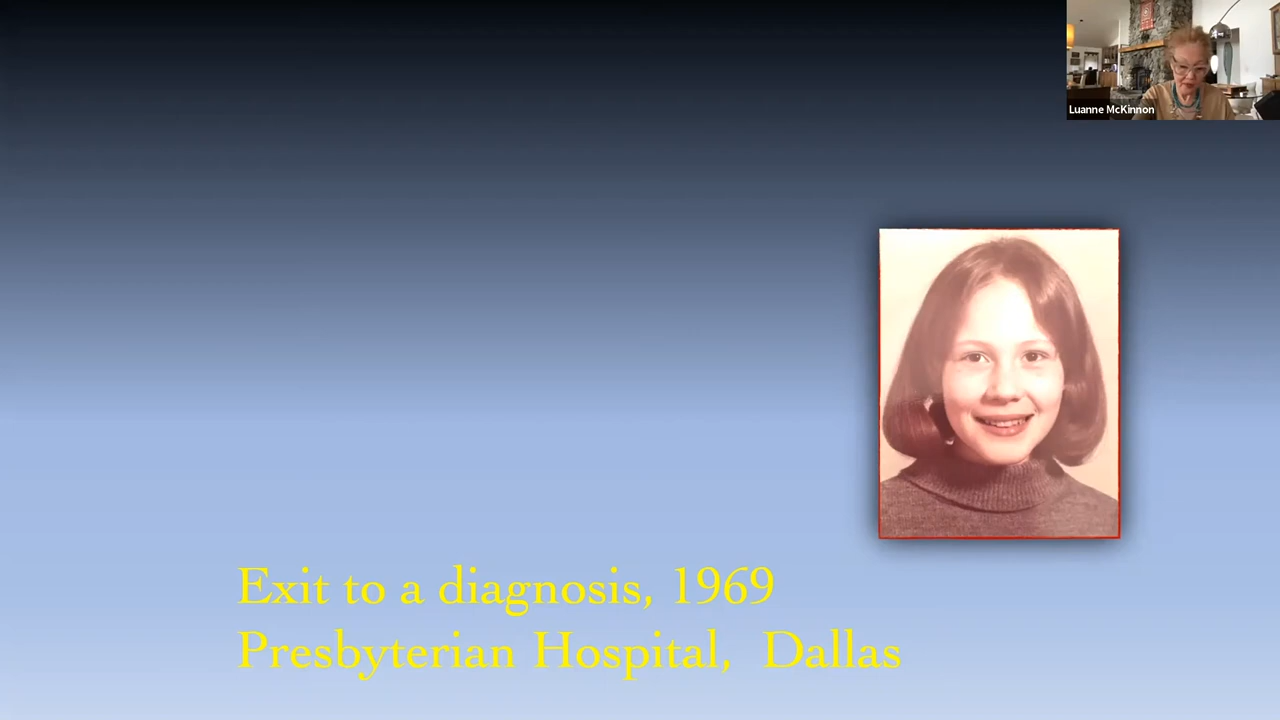 Luanne McKinnon
Exit to a diagnosis, 1969
Presbyterian Hospital,  Dallas